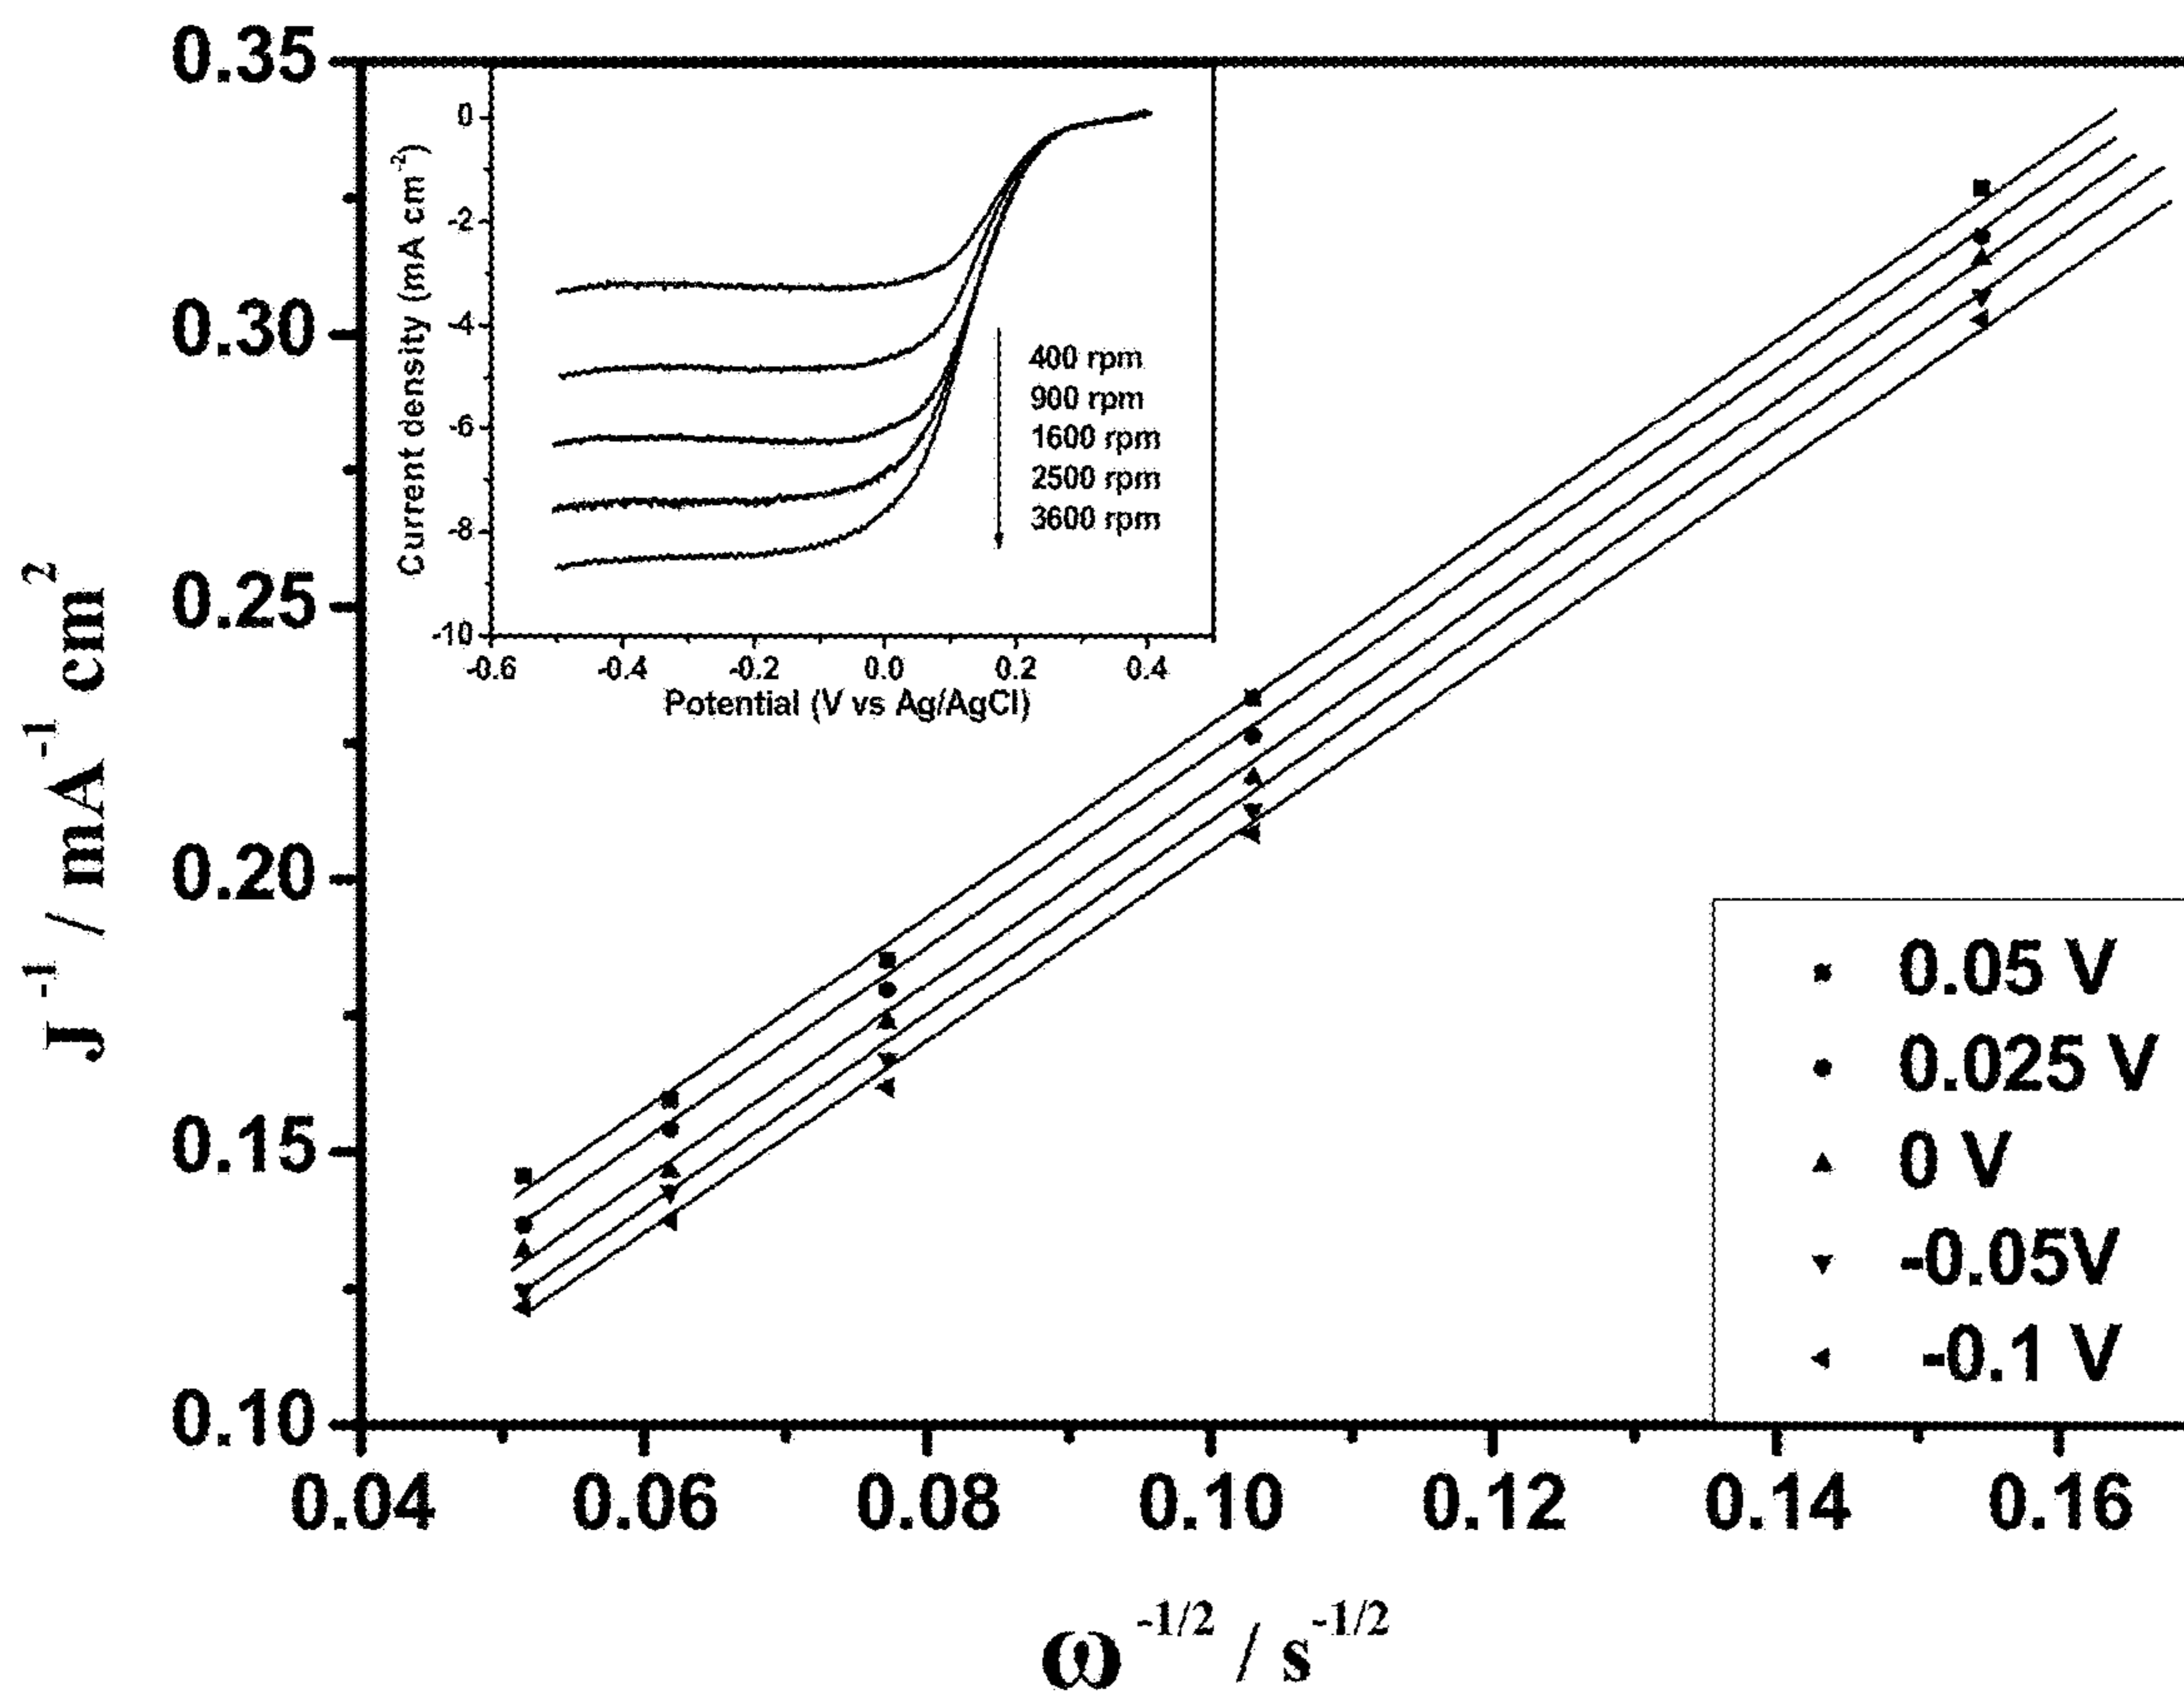 0.35
0.30
0.25
0.20
0.15
0.10
J⁻¹ / mA⁻¹ cm²
0
-2
-4
-6
-8
-10
Current density (mA cm⁻²)
400 rpm
900 rpm
1600 rpm
2500 rpm
3600 rpm
-0.6 -0.4 -0.2 0.0 0.2 0.4
Potential (V vs Ag/AgCl)
0.05 V
0.025 V
0 V
-0.05V
-0.1 V
0.04 0.06 0.08 0.10 0.12 0.14 0.16
ω⁻¹/² / s⁻¹/²